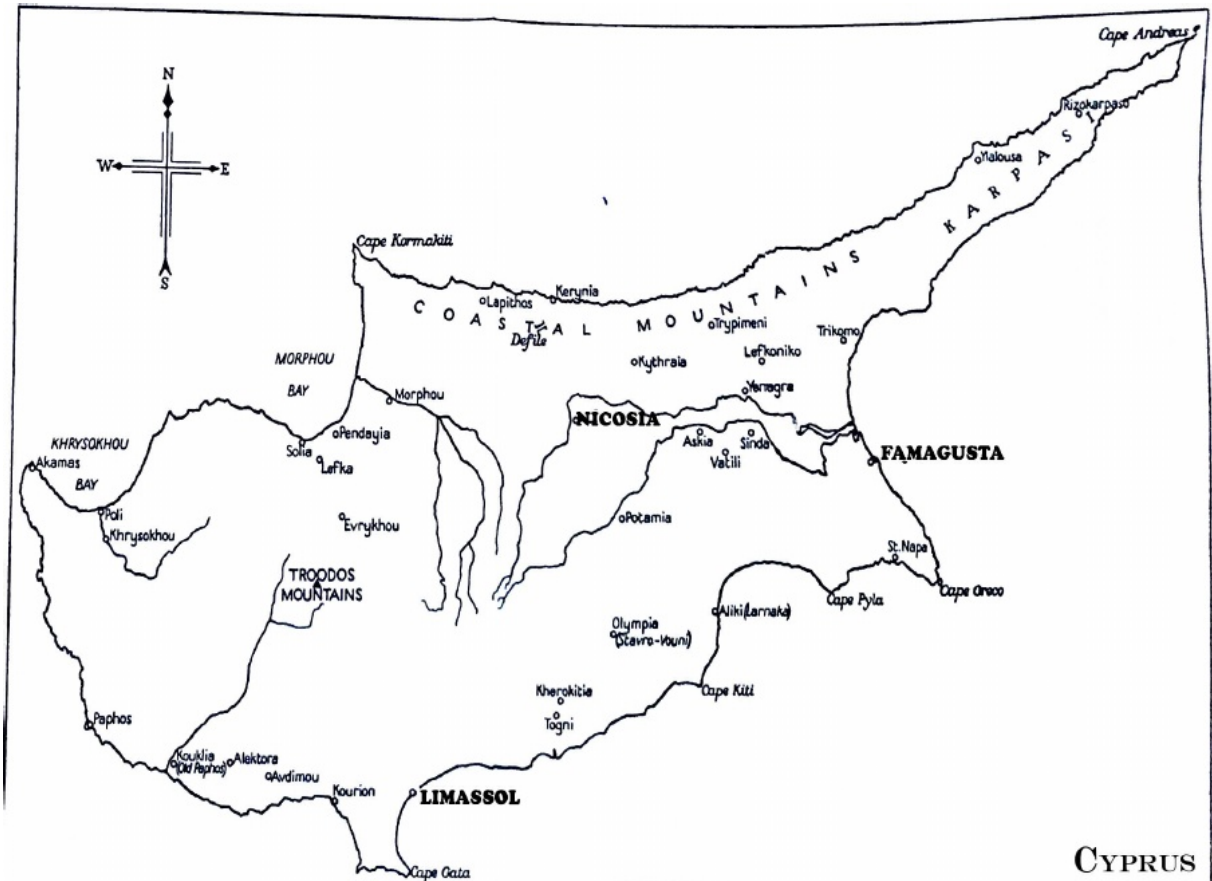 Cape Andreas
N
Rizokarpaso
W
E
Yialousa
KARPASI
S
Cape Kormakiti
Lapithos
Kerynia
COASTAL MOUNTAINS
Defile
Trypimeni
Trikomo
MORPHOU
BAY
Kythraia
Lefkoniko
Morphou
Yenagra
NICOSIA
KHRYSOKHOU
BAY
Pendayia
Solia
Lefka
Askia
Sinda
Vatili
FAMAGUSTA
Akamas
Poli
Khrysokhou
Evrykhou
Potamia
St. Napa
TROODOS
MOUNTAINS
Cape Greco
Cape Pyla
Aliki (Larnaka)
Olympia
(Stavro-Vouni)
Cape Kiti
Kherokitia
Togni
Paphos
Kouklia
(Old Paphos)
Alektora
Avdimou
Kourion
LIMASSOL
Cape Gata
CYPRUS